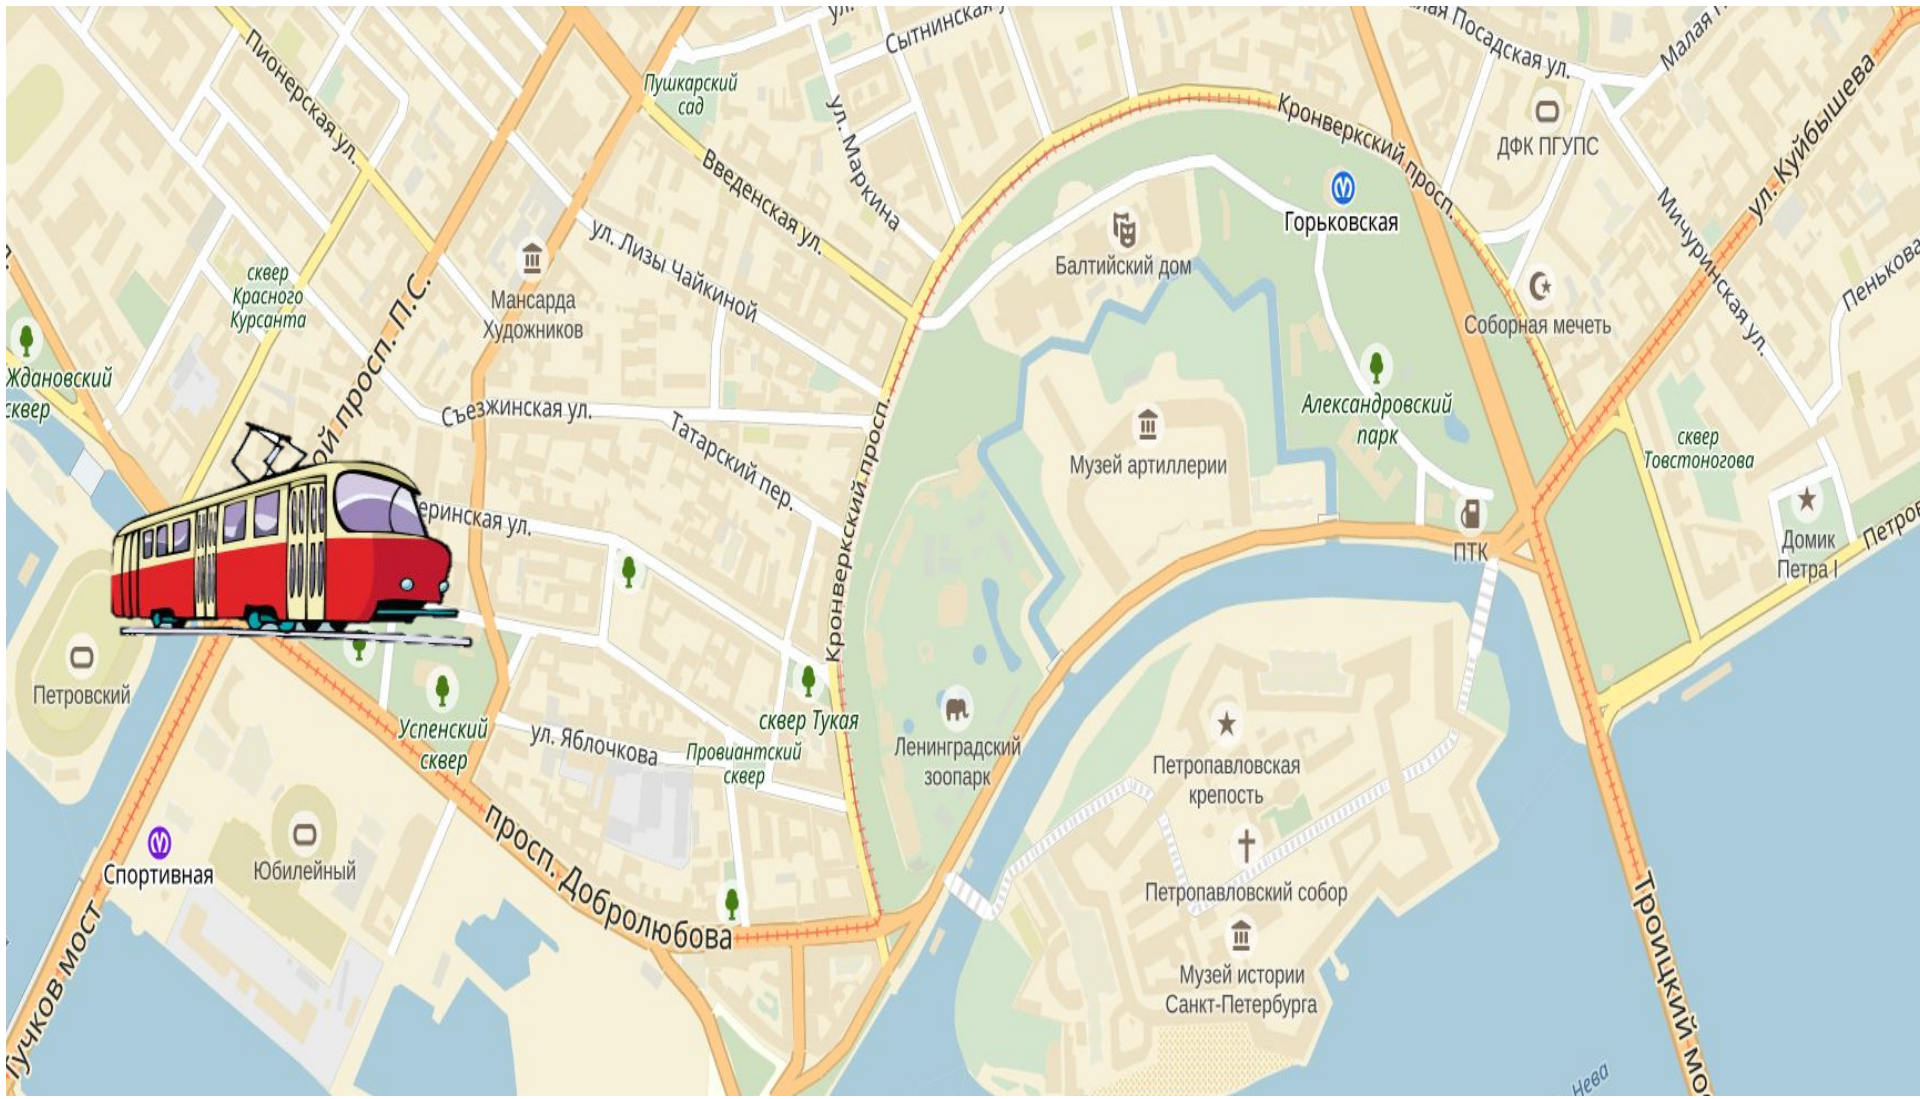 Сытнинская
Малая
Посадская ул.
Пионерская ул.
Пушкарский
сад
ул. Маркина
Кронверкский просп.
ДФК ПГУПС
ул. Куйбышева
Введенская ул.
Горьковская
Мичуринская ул.
ул. Лизы Чайкиной
Балтийский дом
Пенькова
сквер
Красного
Курсанта
Мансарда
Художников
Соборная мечеть
Ждановский
сквер
ой просп. П.С.
Съезжинская ул.
Татарский пер.
Александровский
парк
Музей артиллерии
сквер
Товстоногова
еринская ул.
Кронверкский просп.
ПТК
Домик
Петра I
Петров
Петровский
Успенский
сквер
ул. Яблочкова
сквер Тукая
Провиантский
сквер
Ленинградский
зоопарк
Петропавловская
крепость
Спортивная
Юбилейный
просп. Добролюбова
Петропавловский собор
Музей истории
Санкт-Петербурга
Тучков мост
Троицкий мо
Нева